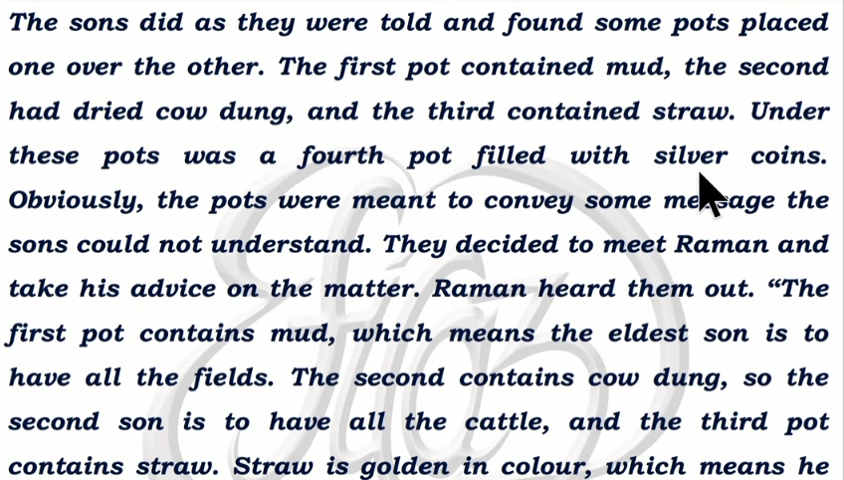 The sons did as they were told and found some pots placed
one over the other. The first pot contained mud, the second
had dried cow dung, and the third contained straw. Under
these pots was a fourth pot filled with silver coins.
Obviously, the pots were meant to convey some message the
sons could not understand. They decided to meet Raman and
take his advice on the matter. Raman heard them out. “The
first pot contains mud, which means the eldest son is to
have all the fields. The second contains cow dung, so the
second son is to have all the cattle, and the third pot
contains straw. Straw is golden in colour, which means he